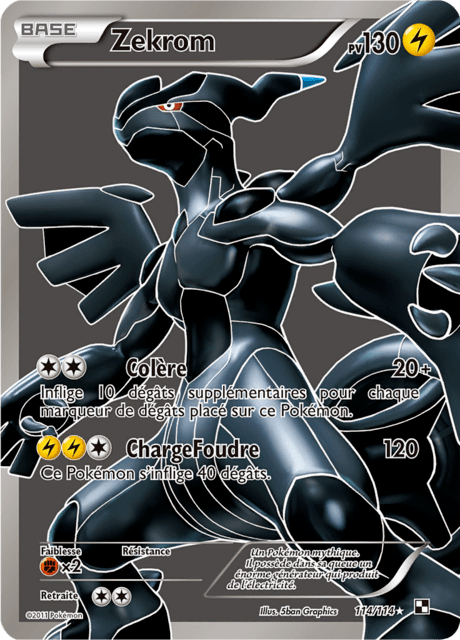 BASE
Zekrom
PV130
Colère 20+
Inflige 10 dégâts supplémentaires pour chaque
marqueur de dégâts placé sur ce Pokémon.
ChargeFoudre 120
Ce Pokémon s'inflige 40 dégâts.
Faiblesse Résistance
×2
Retraite
Un Pokémon mythique.
Il possède dans sa queue un
énorme générateur qui produit
de l'électricité.
©2011 Pokémon Illus. 5ban Graphics 114/114★